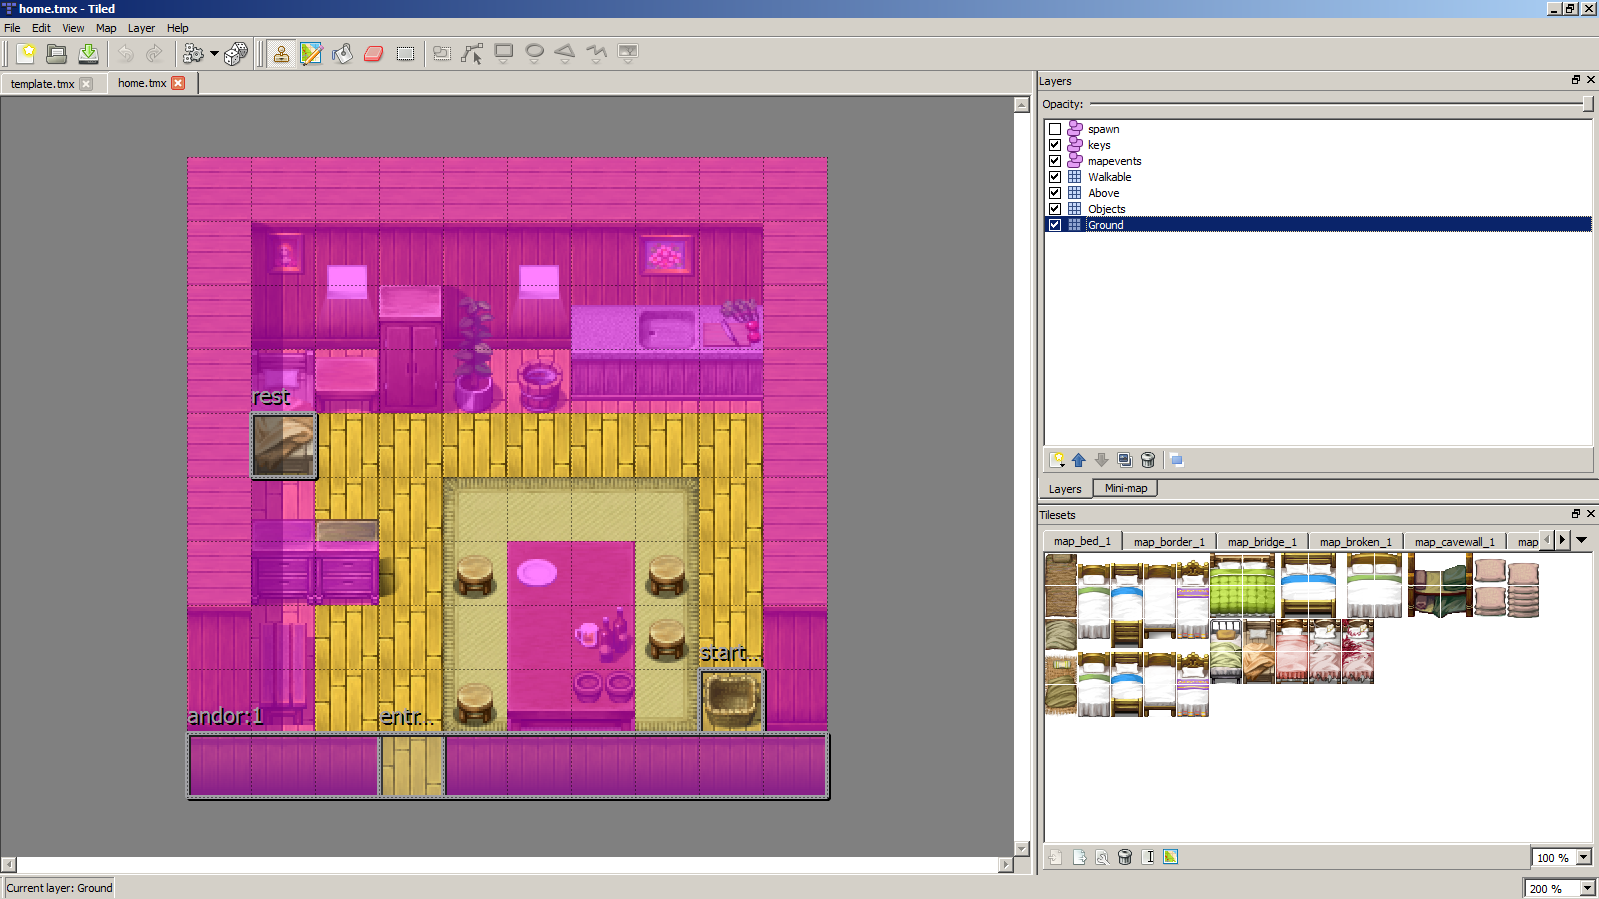 home.tmx - Tiled
File Edit View Map Layer Help
template.tmx home.tmx
Layers
Opacity:
spawn
keys
mapevents
Walkable
Above
Objects
Ground
Layers Mini-map
Tilesets
map_bed_1 map_border_1 map_bridge_1 map_broken_1 map_cavewall_1 map
100 %
rest
start...
andor:1 entr...
Current layer: Ground
200 %